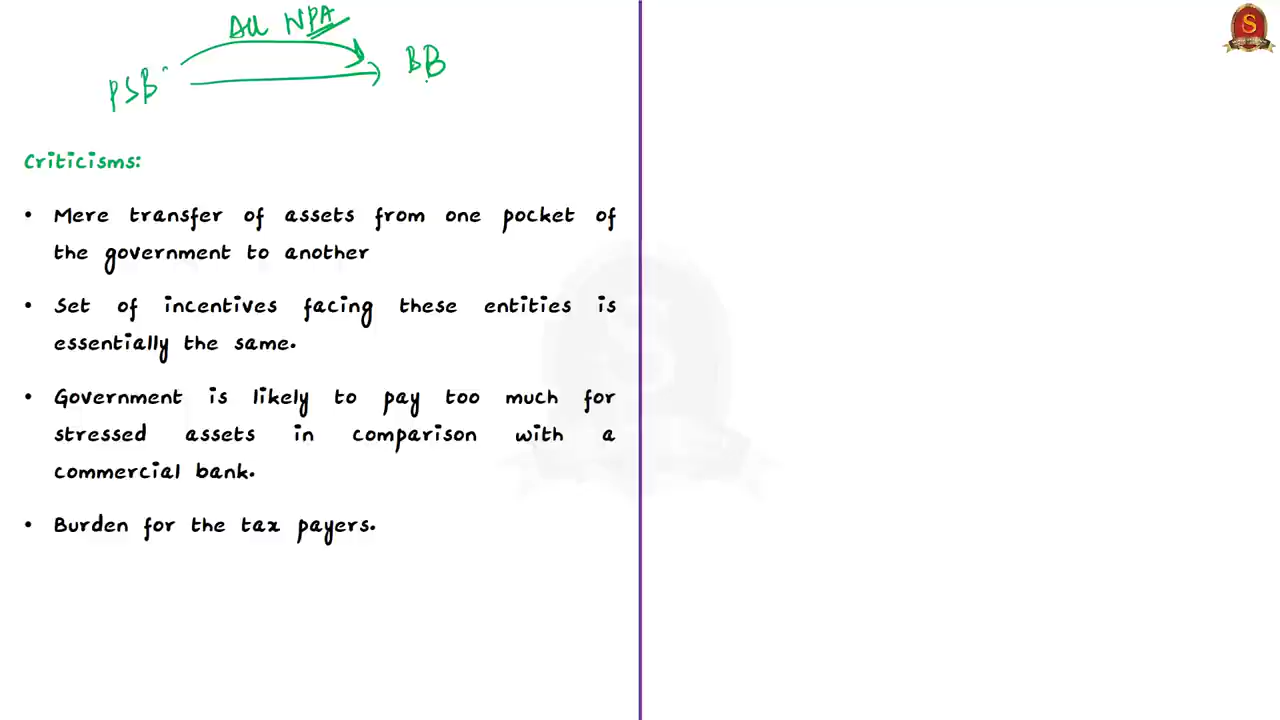 All NPA
PSB
BB
Criticisms:
• Mere transfer of assets from one pocket of
the government to another
• Set of incentives facing these entities is
essentially the same.
• Government is likely to pay too much for
stressed assets in comparison with a
commercial bank.
• Burden for the tax payers.
S